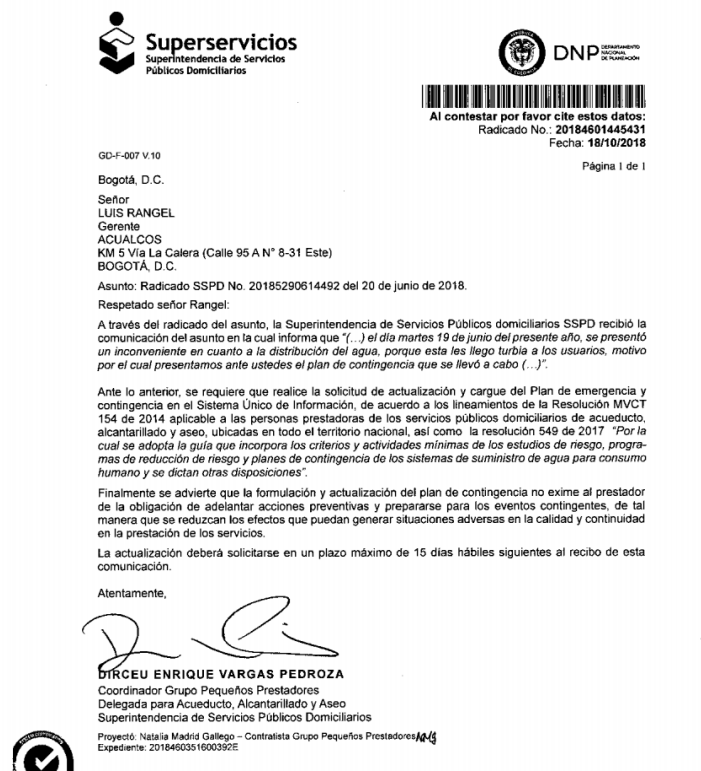 Superservicios
Superintendencia de Servicios
Públicos Domiciliarios
DNP DEPARTAMENTO
NACIONAL
DE PLANEACIÓN
Al contestar por favor cite estos datos:
Radicado No.: 20184601445431
Fecha: 18/10/2018
GD-F-007 V.10
Página 1 de 1
Bogotá, D.C.
Señor
LUIS RANGEL
Gerente
ACUALCOS
KM 5 Vía La Calera (Calle 95 A N° 8-31 Este)
BOGOTÁ, D.C.
Asunto: Radicado SSPD No. 20185290614492 del 20 de junio de 2018.
Respetado señor Rangel:
A través del radicado del asunto, la Superintendencia de Servicios Públicos domiciliarios SSPD recibió la
comunicación del asunto en la cual informa que "(...) el día martes 19 de junio del presente año, se presentó
un inconveniente en cuanto a la distribución del agua, porque esta les llego turbia a los usuarios, motivo
por el cual presentamos ante ustedes el plan de contingencia que se llevó a cabo (...)".
Ante lo anterior, se requiere que realice la solicitud de actualización y cargue del Plan de emergencia y
contingencia en el Sistema Único de Información, de acuerdo a los lineamientos de la Resolución MVCT
154 de 2014 aplicable a las personas prestadoras de los servicios públicos domiciliarios de acueducto,
alcantarillado y aseo, ubicadas en todo el territorio nacional, así como la resolución 549 de 2017 "Por la
cual se adopta la guía que incorpora los criterios y actividades mínimas de los estudios de riesgo, progra-
mas de reducción de riesgo y planes de contingencia de los sistemas de suministro de agua para consumo
humano y se dictan otras disposiciones".
Finalmente se advierte que la formulación y actualización del plan de contingencia no exime al prestador
de la obligación de adelantar acciones preventivas y prepararse para los eventos contingentes, de tal
manera que se reduzcan los efectos que puedan generar situaciones adversas en la calidad y continuidad
en la prestación de los servicios.
La actualización deberá solicitarse en un plazo máximo de 15 días hábiles siguientes al recibo de esta
comunicación.
Atentamente,
DIRCEU ENRIQUE VARGAS PEDROZA
Coordinador Grupo Pequeños Prestadores
Delegada para Acueducto, Alcantarillado y Aseo
Superintendencia de Servicios Públicos Domiciliarios
Proyectó: Natalia Madrid Gallego – Contratista Grupo Pequeños Prestadores
Expediente: 2018460351600392E